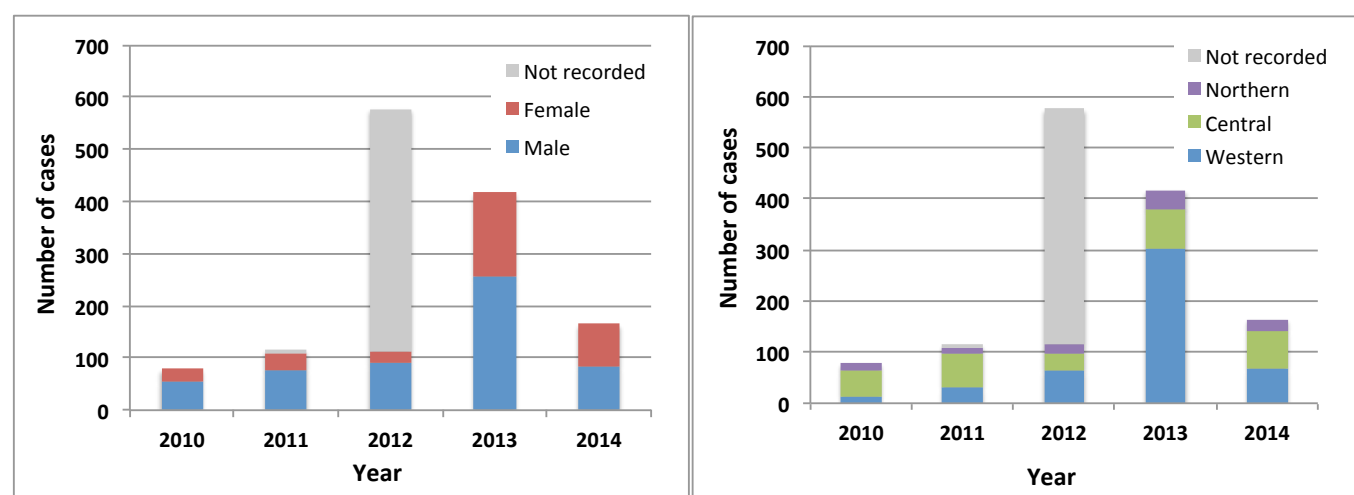 700
600
500
400
300
200
100
0
Number of cases
Not recorded
Female
Male
2010 2011 2012 2013 2014
Year
700
600
500
400
300
200
100
0
Number of cases
Not recorded
Northern
Central
Western
2010 2011 2012 2013 2014
Year